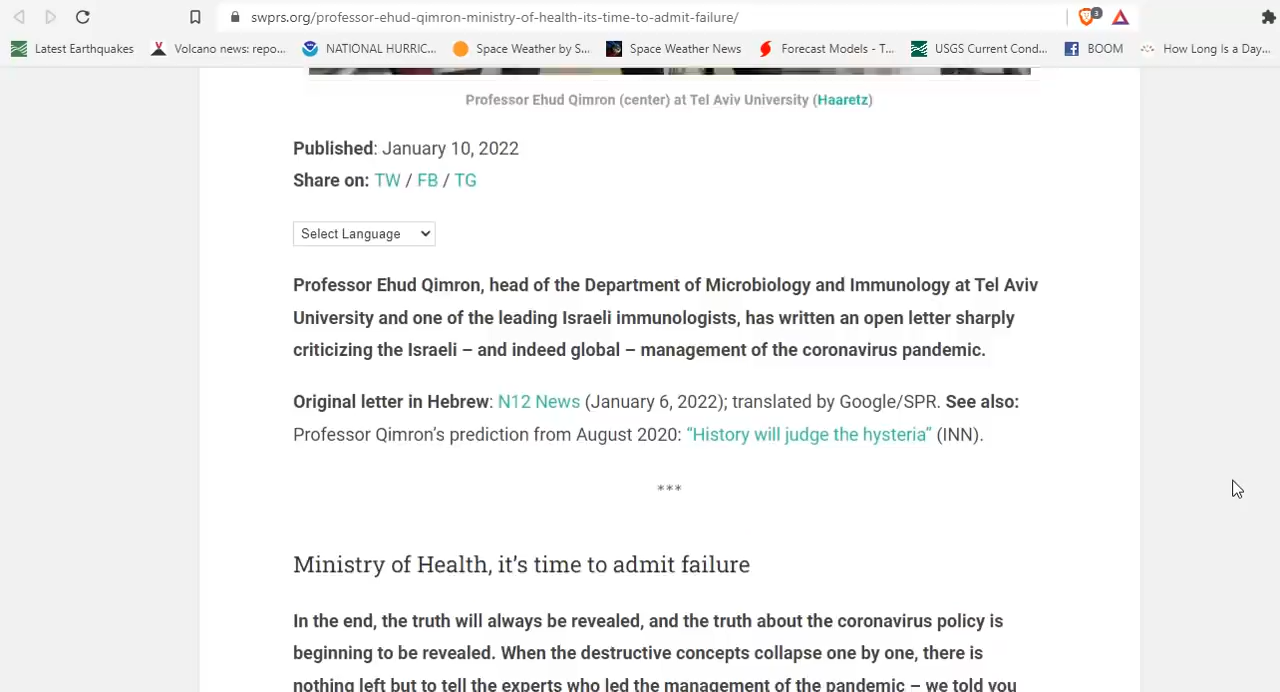 swprs.org/professor-ehud-qimron-ministry-of-health-its-time-to-admit-failure/
3
Latest Earthquakes Volcano news: repo... NATIONAL HURRIC... Space Weather by S... Space Weather News Forecast Models - T... USGS Current Cond... BOOM How Long Is a Day...
Professor Ehud Qimron (center) at Tel Aviv University (Haaretz)
Published: January 10, 2022
Share on: TW / FB / TG
Select Language
Professor Ehud Qimron, head of the Department of Microbiology and Immunology at Tel Aviv
University and one of the leading Israeli immunologists, has written an open letter sharply
criticizing the Israeli – and indeed global – management of the coronavirus pandemic.
Original letter in Hebrew: N12 News (January 6, 2022); translated by Google/SPR. See also:
Professor Qimron’s prediction from August 2020: “History will judge the hysteria” (INN).
***
Ministry of Health, it’s time to admit failure
In the end, the truth will always be revealed, and the truth about the coronavirus policy is
beginning to be revealed. When the destructive concepts collapse one by one, there is
nothing left but to tell the experts who led the management of the pandemic – we told you